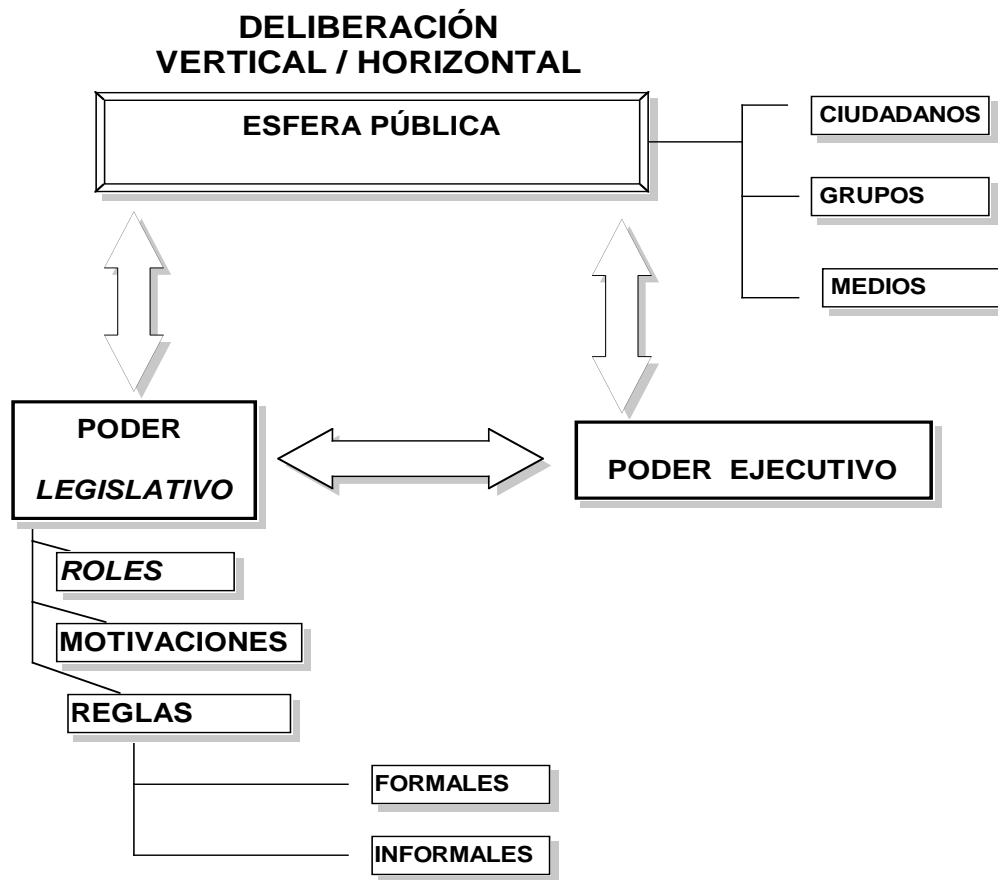 DELIBERACIÓN
VERTICAL / HORIZONTAL
ESFERA PÚBLICA
CIUDADANOS
GRUPOS
MEDIOS
PODER
LEGISLATIVO
PODER EJECUTIVO
ROLES
MOTIVACIONES
REGLAS
FORMALES
INFORMALES